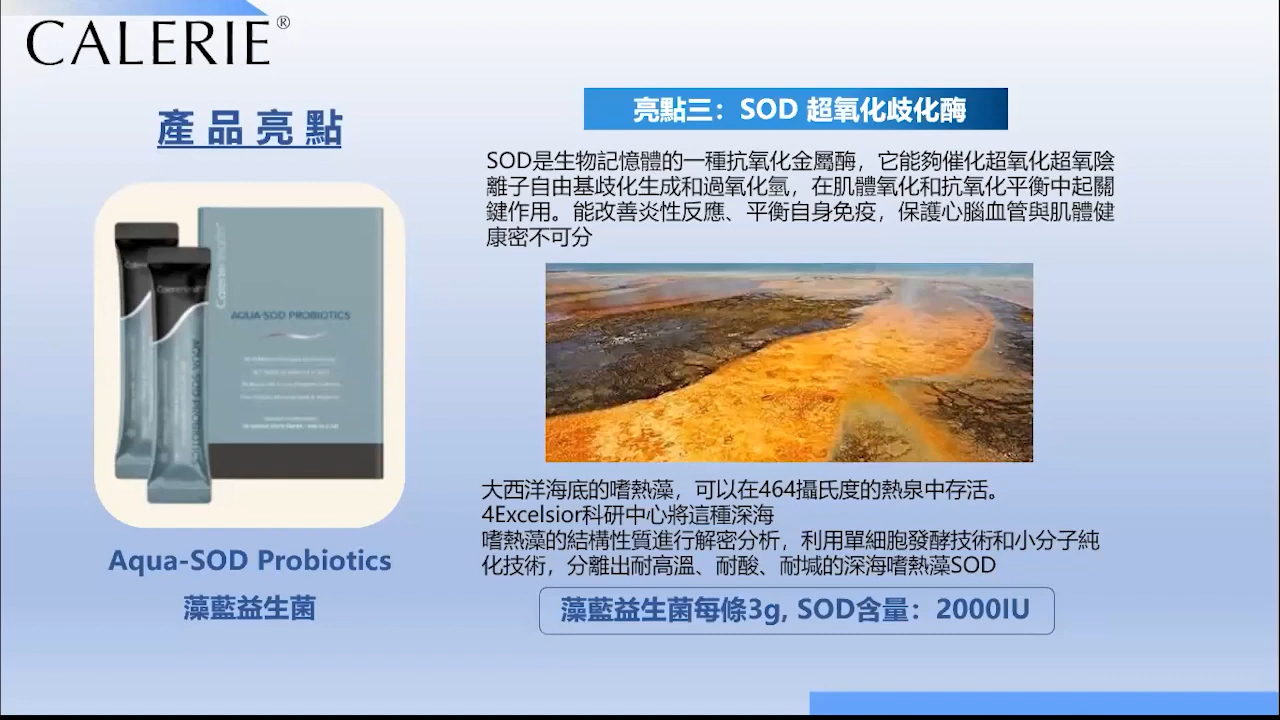 CALERIE®
產品亮點
AQUA-SOD PROBIOTICS
Aqua-SOD Probiotics
藻藍益生菌
亮點三：SOD 超氧化歧化酶
SOD是生物記憶體的一種抗氧化金屬酶，它能夠催化超氧化超氧陰
離子自由基歧化生成和過氧化氫，在肌體氧化和抗氧化平衡中起關
鍵作用。能改善炎性反應、平衡自身免疫，保護心腦血管與肌體健
康密不可分
大西洋海底的嗜熱藻，可以在464攝氏度的熱泉中存活。
4Excelsior科研中心將這種深海
嗜熱藻的結構性質進行解密分析，利用單細胞發酵技術和小分子純
化技術，分離出耐高溫、耐酸、耐堿的深海嗜熱藻SOD
藻藍益生菌每條3g, SOD含量：2000IU